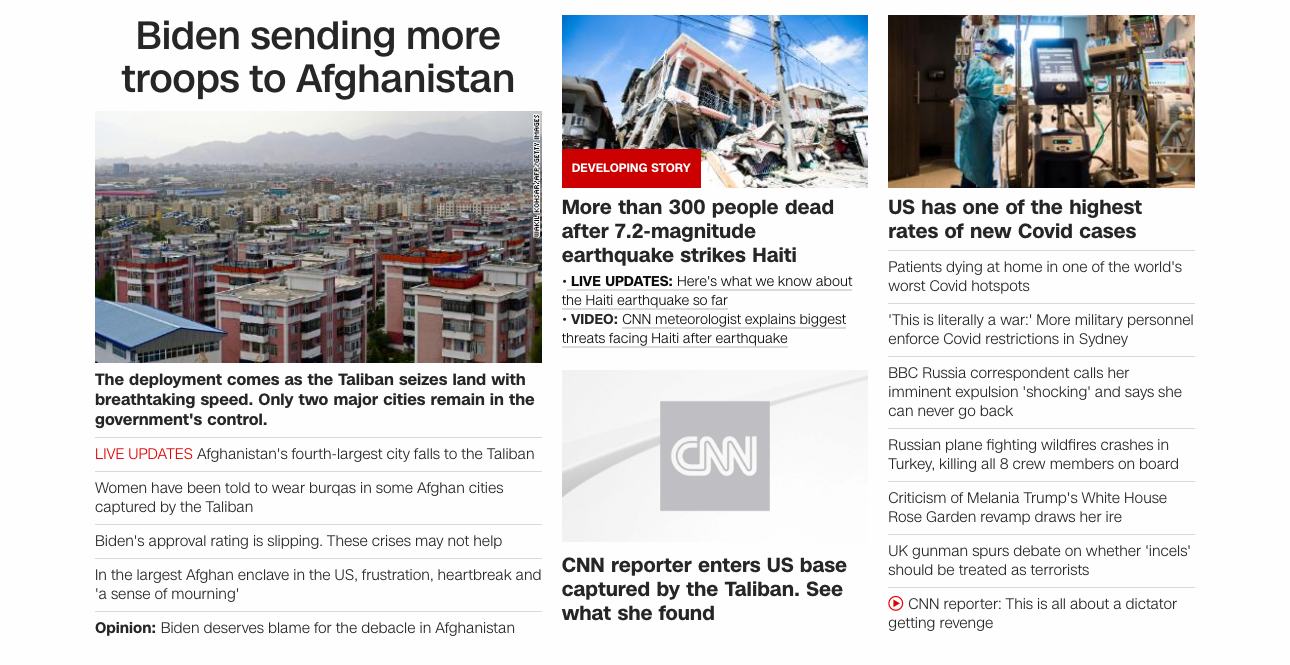 Biden sending more
troops to Afghanistan
WAKIL KOHSAR/AFP/GETTY IMAGES
The deployment comes as the Taliban seizes land with
breathtaking speed. Only two major cities remain in the
government's control.
LIVE UPDATES Afghanistan's fourth-largest city falls to the Taliban
Women have been told to wear burqas in some Afghan cities
captured by the Taliban
Biden's approval rating is slipping. These crises may not help
In the largest Afghan enclave in the US, frustration, heartbreak and
'a sense of mourning'
Opinion: Biden deserves blame for the debacle in Afghanistan
DEVELOPING STORY
More than 300 people dead
after 7.2-magnitude
earthquake strikes Haiti
• LIVE UPDATES: Here's what we know about
the Haiti earthquake so far
• VIDEO: CNN meteorologist explains biggest
threats facing Haiti after earthquake
CNN
CNN reporter enters US base
captured by the Taliban. See
what she found
US has one of the highest
rates of new Covid cases
Patients dying at home in one of the world's
worst Covid hotspots
'This is literally a war:' More military personnel
enforce Covid restrictions in Sydney
BBC Russia correspondent calls her
imminent expulsion 'shocking' and says she
can never go back
Russian plane fighting wildfires crashes in
Turkey, killing all 8 crew members on board
Criticism of Melania Trump's White House
Rose Garden revamp draws her ire
UK gunman spurs debate on whether 'incels'
should be treated as terrorists
CNN reporter: This is all about a dictator
getting revenge